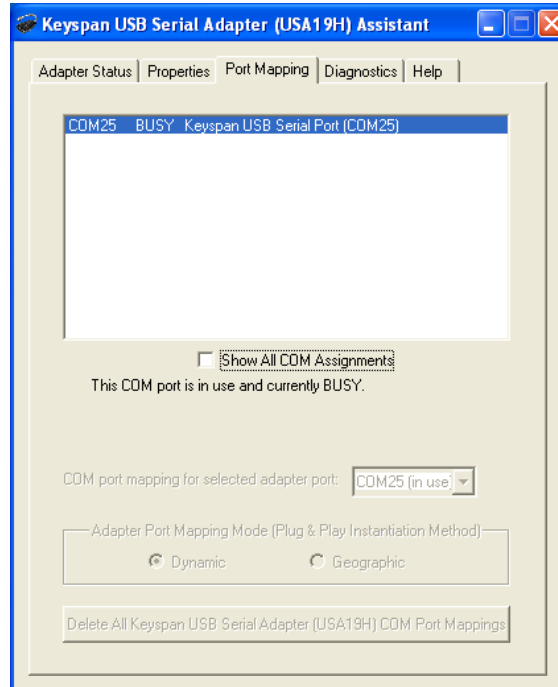 Keyspan USB Serial Adapter (USA19H) Assistant
Adapter Status Properties Port Mapping Diagnostics Help
COM25 BUSY Keyspan USB Serial Port (COM25)
Show All COM Assignments
This COM port is in use and currently BUSY.
COM port mapping for selected adapter port: COM25 (in use)
Adapter Port Mapping Mode (Plug & Play Instantiation Method)
Dynamic Geographic
Delete All Keyspan USB Serial Adapter (USA19H) COM Port Mappings